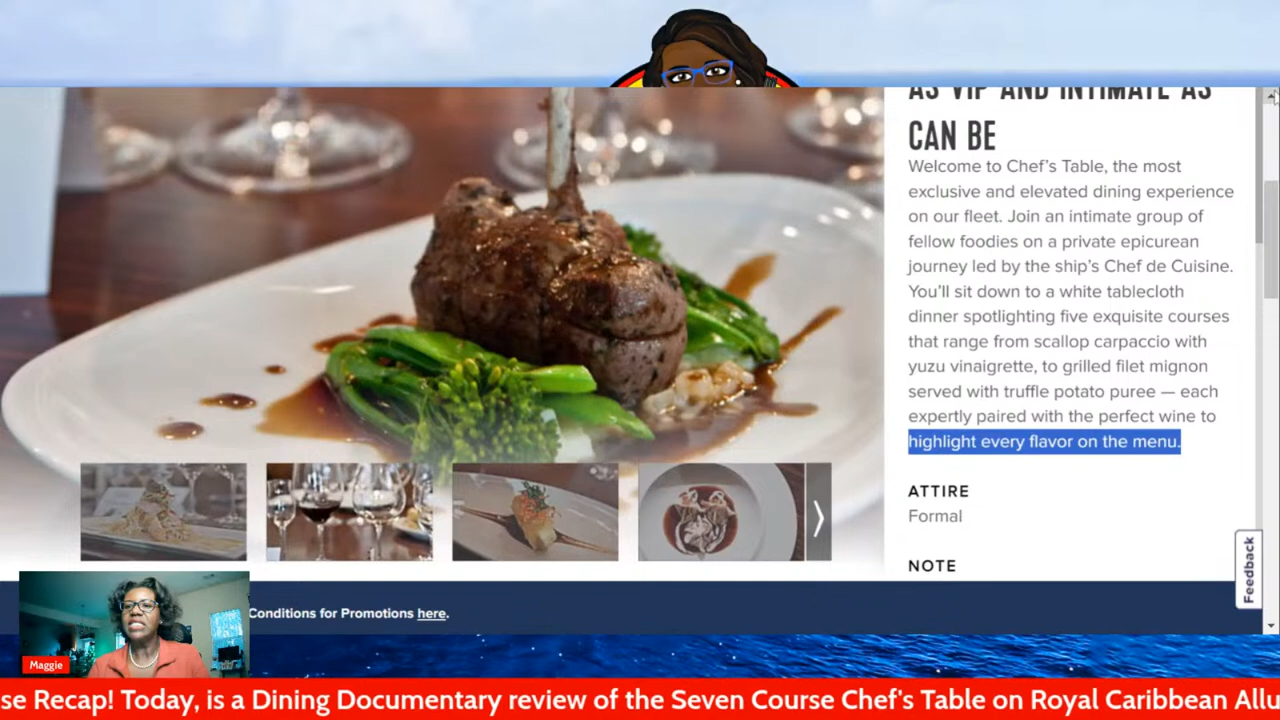 AS VIP AND INTIMATE AS
CAN BE
Welcome to Chef's Table, the most
exclusive and elevated dining experience
on our fleet. Join an intimate group of
fellow foodies on a private epicurean
journey led by the ship's Chef de Cuisine.
You'll sit down to a white tablecloth
dinner spotlighting five exquisite courses
that range from scallop carpaccio with
yuzu vinaigrette, to grilled filet mignon
served with truffle potato puree — each
expertly paired with the perfect wine to
highlight every flavor on the menu.
ATTIRE
Formal
NOTE
Feedback
Conditions for Promotions here.
Maggie
se Recap! Today, is a Dining Documentary review of the Seven Course Chef's Table on Royal Caribbean Allu